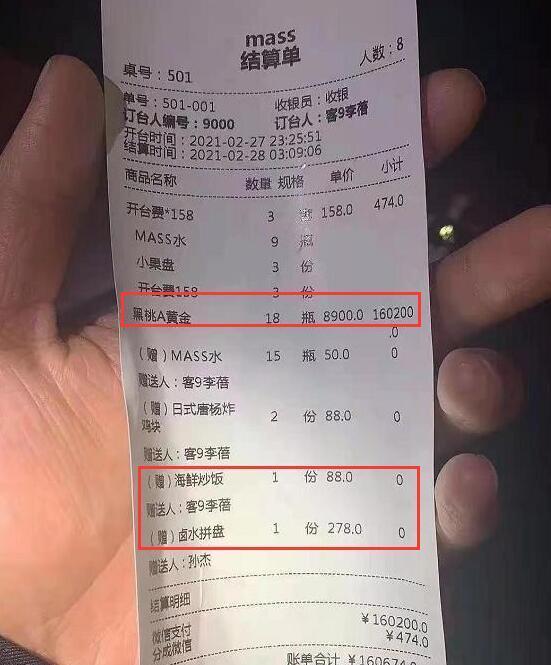 mass
结算单
桌号：501 人数：8
单号：501-001 收银员：收银
订台人编号：9000 订台人：客9李蓓
开台时间：2021-02-27 23:25:51
结算时间：2021-02-28 03:09:06
商品名称 数量 规格 单价 小计
开台费*158 3 套 158.0 474.0
MASS水 9 瓶
小果盘 3 份
开台费158 3 份
黑桃A黄金 18 瓶 8900.0 160200
.0
（赠）MASS水 15 瓶 50.0 0
赠送人：客9李蓓
（赠）日式唐杨炸 2 份 88.0 0
鸡块
赠送人：客9李蓓
（赠）海鲜炒饭 1 份 88.0 0
赠送人：客9李蓓
（赠）卤水拼盘 1 份 278.0 0
赠送人：孙杰
结算明细
微信支付 ￥160200.0
分成微信 ￥474.0
账单合计 ￥160674.0